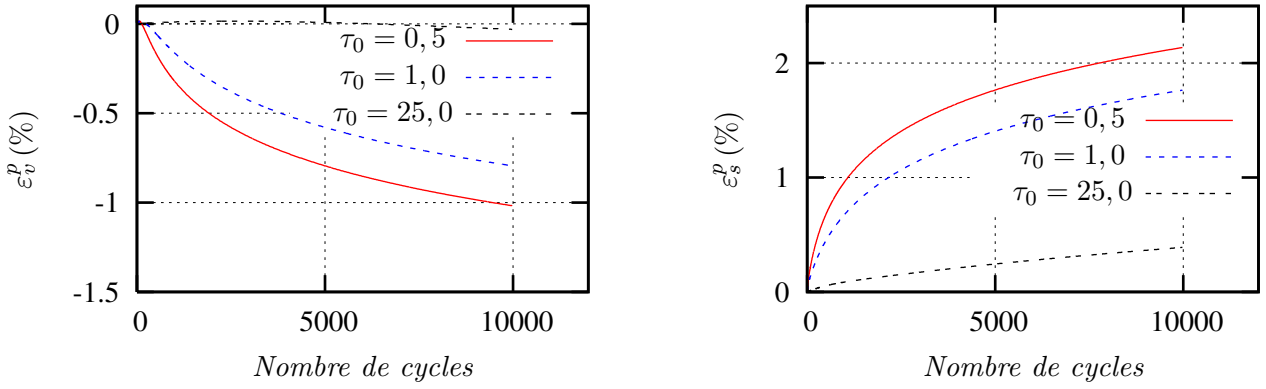 0
-0.5
-1
-1.5
0
5000
10000
ε_v^p (%)
Nombre de cycles
τ₀ = 0,5
τ₀ = 1,0
τ₀ = 25,0
2
1
0
0
5000
10000
ε_s^p (%)
Nombre de cycles
τ₀ = 0,5
τ₀ = 1,0
τ₀ = 25,0